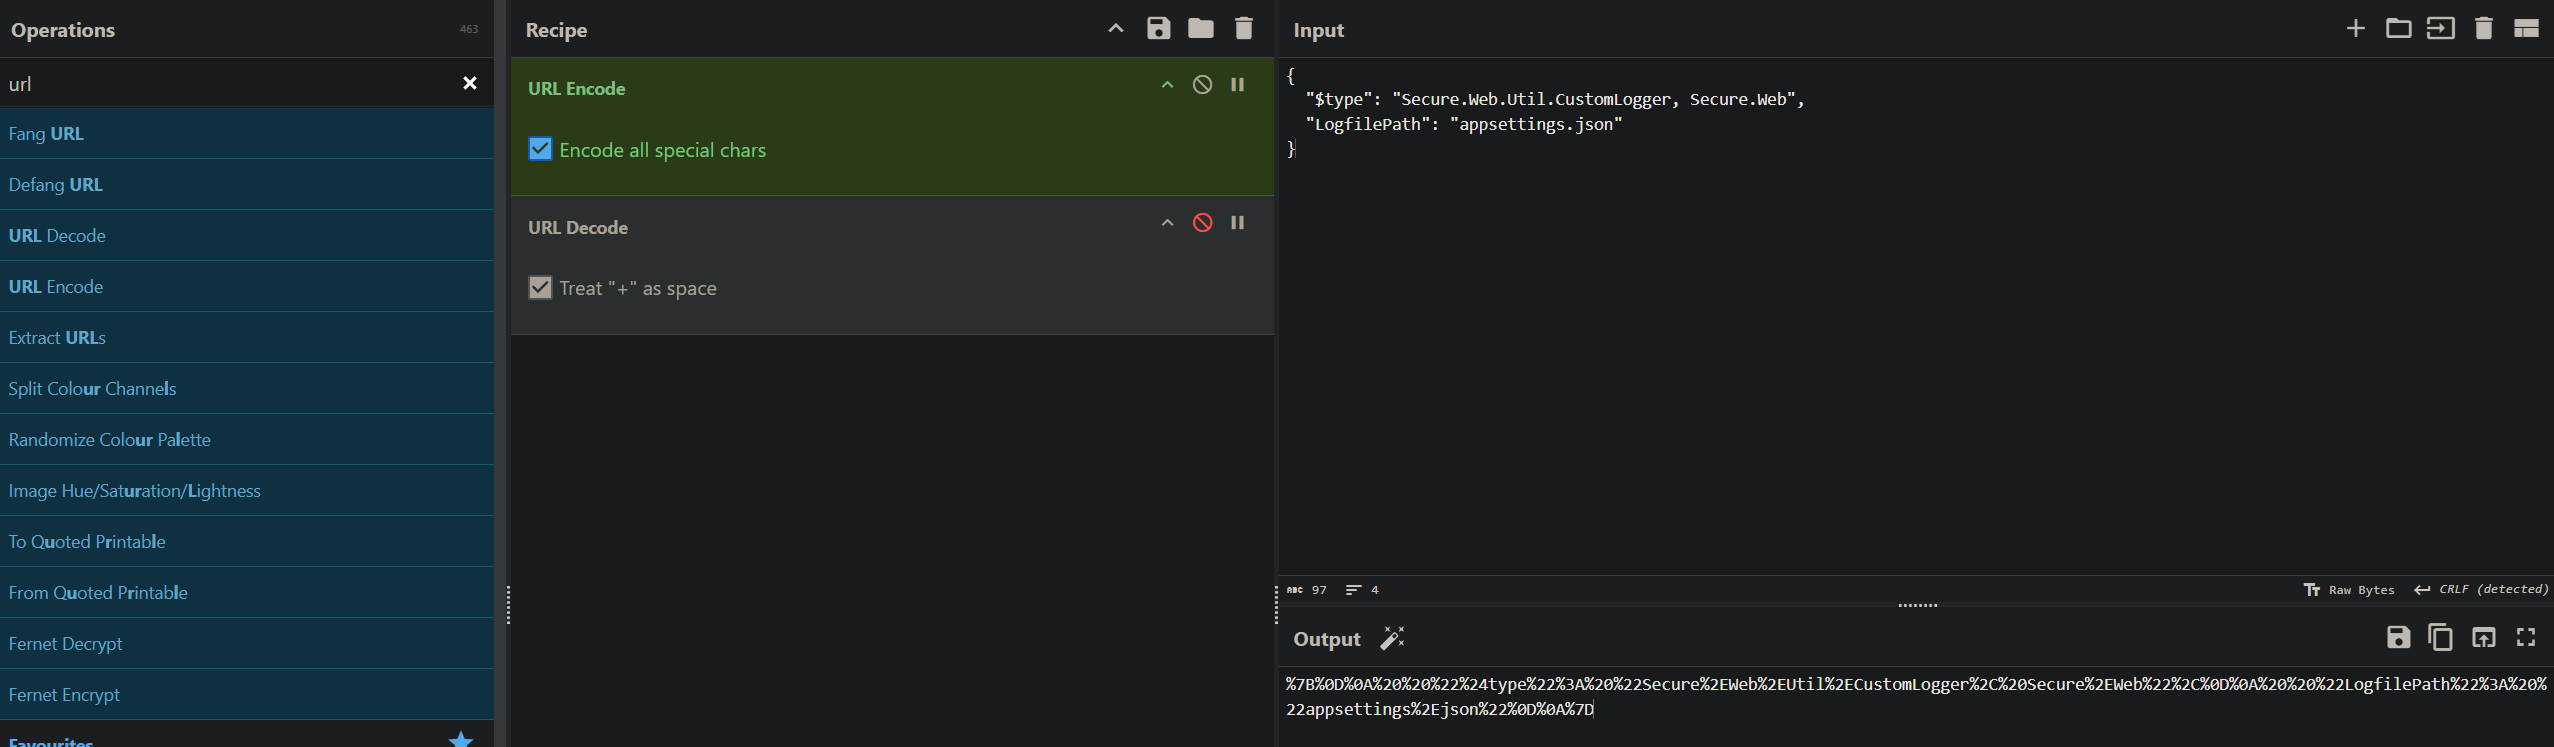 Operations
463
url
Fang URL
Defang URL
URL Decode
URL Encode
Extract URLs
Split Colour Channels
Randomize Colour Palette
Image Hue/Saturation/Lightness
To Quoted Printable
From Quoted Printable
Fernet Decrypt
Fernet Encrypt
Favourites
Recipe
URL Encode
Encode all special chars
URL Decode
Treat "+" as space
Input
{
  "$type": "Secure.Web.Util.CustomLogger, Secure.Web",
  "LogfilePath": "appsettings.json"
}
ABC 97 4
Raw Bytes CRLF (detected)
Output
%7B%0D%0A%20%20%22%24type%22%3A%20%22Secure%2EWeb%2EUtil%2ECustomLogger%2C%20Secure%2EWeb%22%2C%0D%0A%20%20%22LogfilePath%22%3A%20%
22appsettings%2Ejson%22%0D%0A%7D